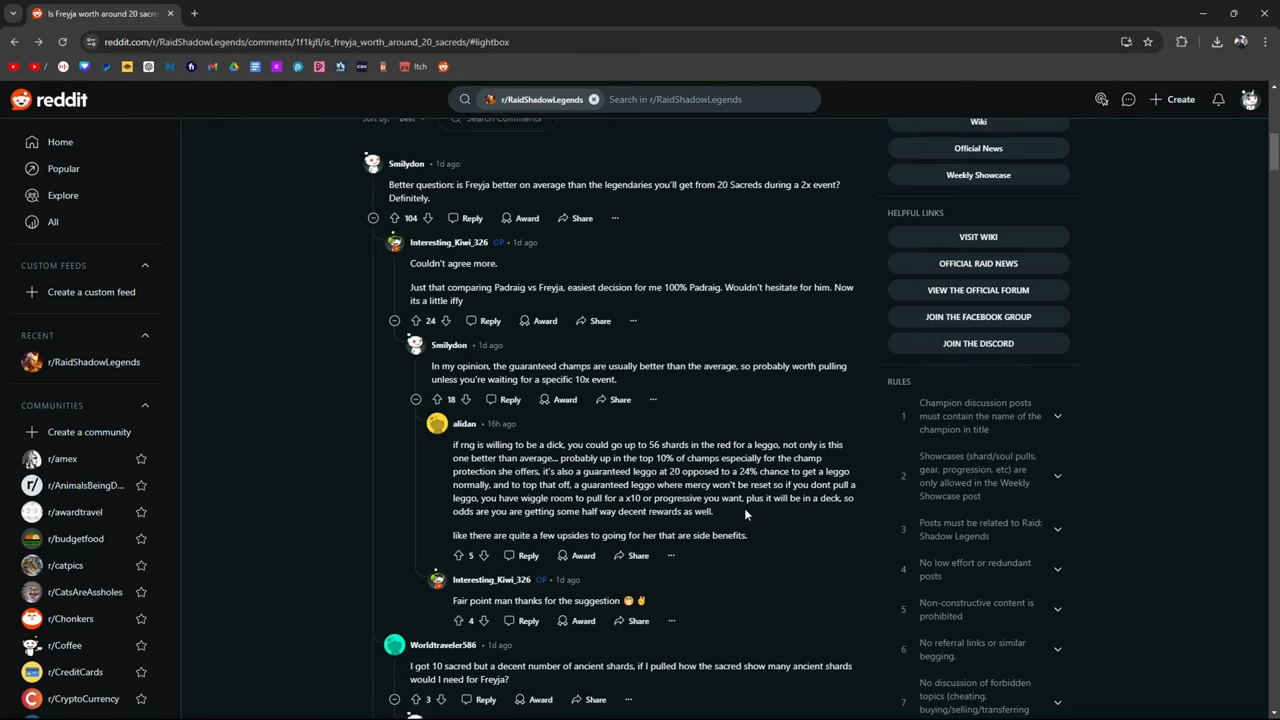 Is Freyja worth around 20 sacre
reddit.com/r/RaidShadowLegends/comments/1f1kjfl/is_freyja_worth_around_20_sacreds/#lightbox
Itch
reddit
r/RaidShadowLegends
Search in r/RaidShadowLegends
Create
Home
Popular
Explore
All
CUSTOM FEEDS
Create a custom feed
RECENT
r/RaidShadowLegends
COMMUNITIES
Create a community
r/amex
r/AnimalsBeingD...
r/awardtravel
r/budgetfood
r/catpics
r/CatsAreAssholes
r/Chonkers
r/Coffee
r/CreditCards
r/CryptoCurrency
Sort by: Best
Search Comments
Smilydon • 1d ago
Better question: is Freyja better on average than the legendaries you'll get from 20 Sacreds during a 2x event?
Definitely.
104 Reply Award Share ...
Interesting_Kiwi_326 OP • 1d ago
Couldn't agree more.
Just that comparing Padraig vs Freyja, easiest decision for me 100% Padraig. Wouldn't hesitate for him. Now
its a little iffy
24 Reply Award Share ...
Smilydon • 1d ago
In my opinion, the guaranteed champs are usually better than the average, so probably worth pulling
unless you're waiting for a specific 10x event.
18 Reply Award Share ...
alidan • 16h ago
if rng is willing to be a dick, you could go up to 56 shards in the red for a leggo, not only is this
one better than average... probably up in the top 10% of champs especially for the champ
protection she offers, it's also a guaranteed leggo at 20 opposed to a 24% chance to get a leggo
normally, and to top that off, a guaranteed leggo where mercy won't be reset so if you dont pull a
leggo, you have wiggle room to pull for a x10 or progressive you want, plus it will be in a deck, so
odds are you are getting some half way decent rewards as well.
like there are quite a few upsides to going for her that are side benefits.
5 Reply Award Share ...
Interesting_Kiwi_326 OP • 1d ago
Fair point man thanks for the suggestion 😁✌️
4 Reply Award Share ...
Worldtraveler586 • 1d ago
I got 10 sacred but a decent number of ancient shards, if I pulled how the sacred show many ancient shards
would I need for Freyja?
3 Reply Award Share ...
Wiki
Official News
Weekly Showcase
HELPFUL LINKS
VISIT WIKI
OFFICIAL RAID NEWS
VIEW THE OFFICIAL FORUM
JOIN THE FACEBOOK GROUP
JOIN THE DISCORD
RULES
1 Champion discussion posts
must contain the name of the
champion in title
2 Showcases (shard/soul pulls,
gear, progression, etc) are
only allowed in the Weekly
Showcase post
3 Posts must be related to Raid:
Shadow Legends
4 No low effort or redundant
posts
5 Non-constructive content is
prohibited
6 No referral links or similar
begging.
7 No discussion of forbidden
topics (cheating,
buying/selling/transferring